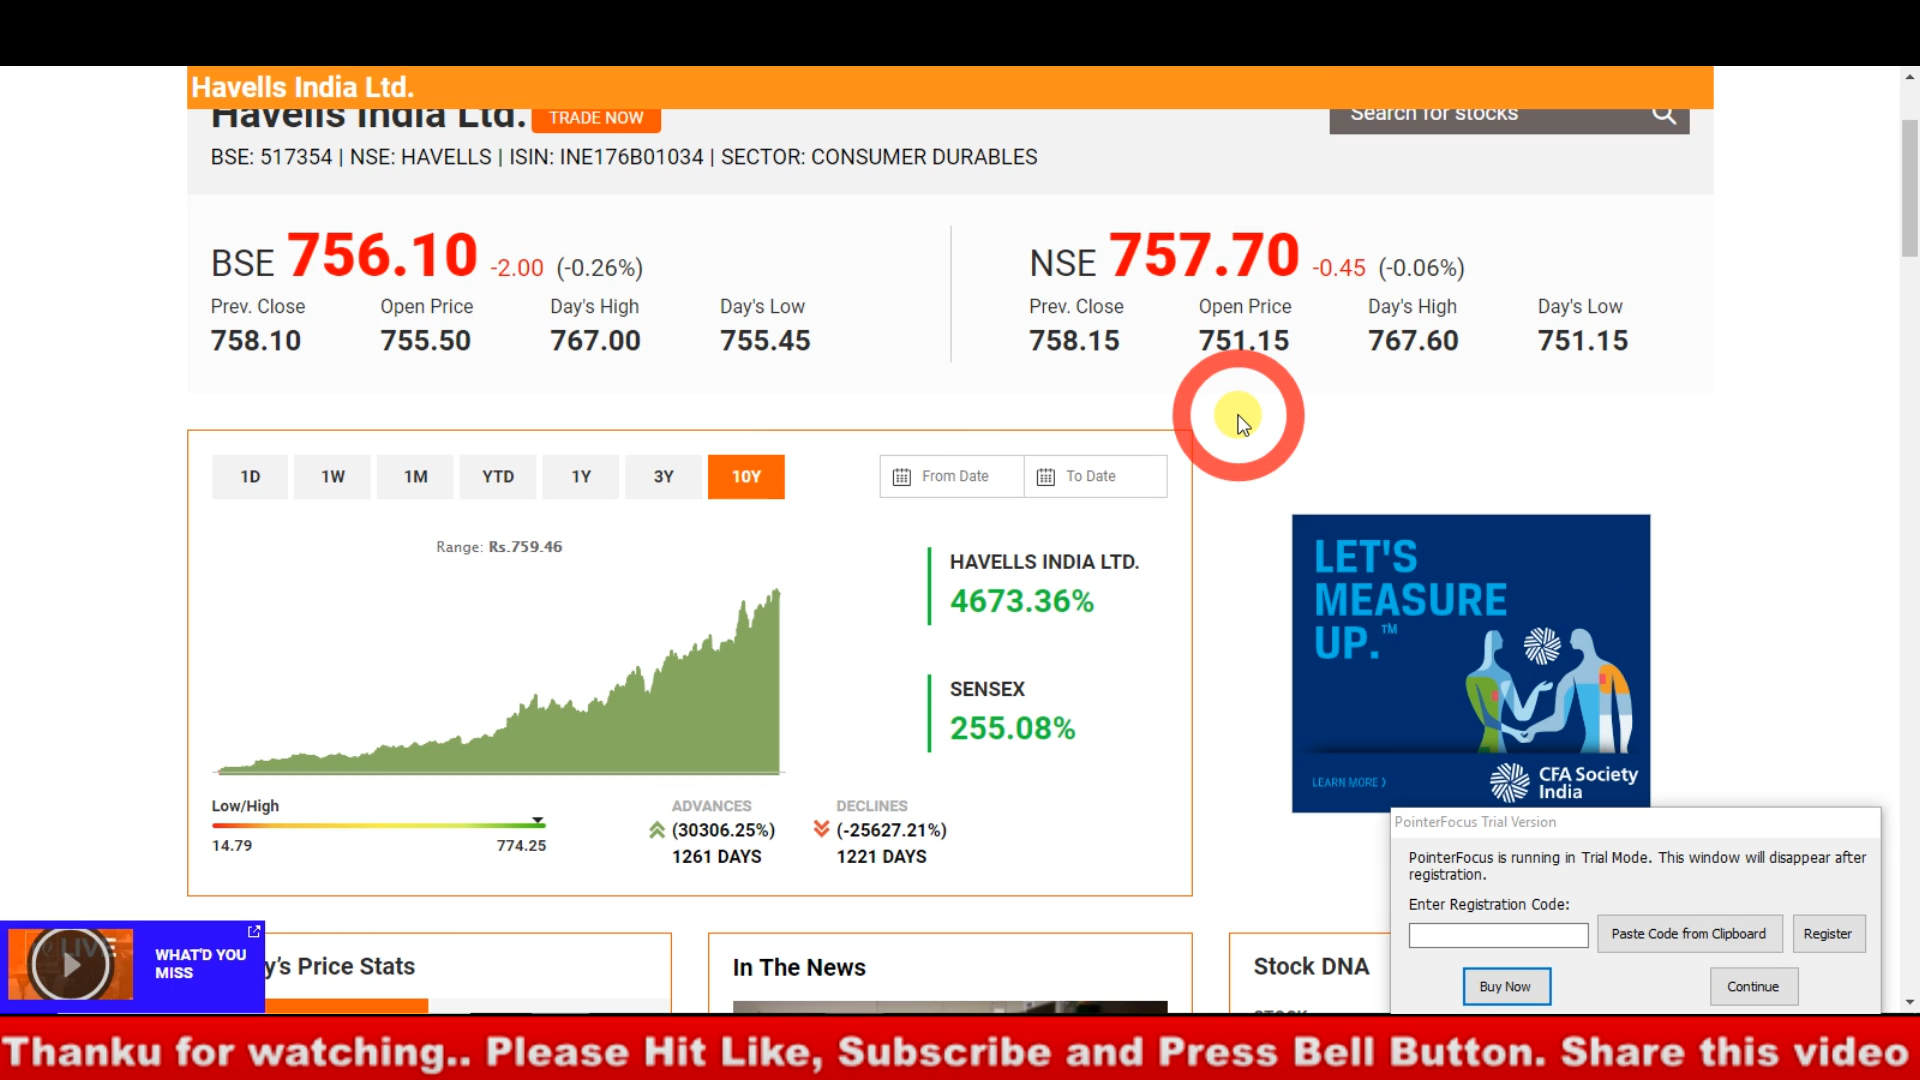 Havells India Ltd.
Havells India Ltd. TRADE NOW
Search for stocks
BSE: 517354 | NSE: HAVELLS | ISIN: INE176B01034 | SECTOR: CONSUMER DURABLES
BSE 756.10 -2.00 (-0.26%)
Prev. Close Open Price Day's High Day's Low
758.10 755.50 767.00 755.45
NSE 757.70 -0.45 (-0.06%)
Prev. Close Open Price Day's High Day's Low
758.15 751.15 767.60 751.15
1D 1W 1M YTD 1Y 3Y 10Y
From Date To Date
Range: Rs.759.46
HAVELLS INDIA LTD.
4673.36%
SENSEX
255.08%
Low/High
14.79 774.25
ADVANCES
(30306.25%)
1261 DAYS
DECLINES
(-25627.21%)
1221 DAYS
LET'S
MEASURE
UP.™
LEARN MORE
CFA Society
India
PointerFocus Trial Version
PointerFocus is running in Trial Mode. This window will disappear after
registration.
Enter Registration Code:
Paste Code from Clipboard Register
Buy Now Continue
LIVE
WHAT'D YOU
MISS
y's Price Stats
In The News
Stock DNA
Thanku for watching.. Please Hit Like, Subscribe and Press Bell Button. Share this video